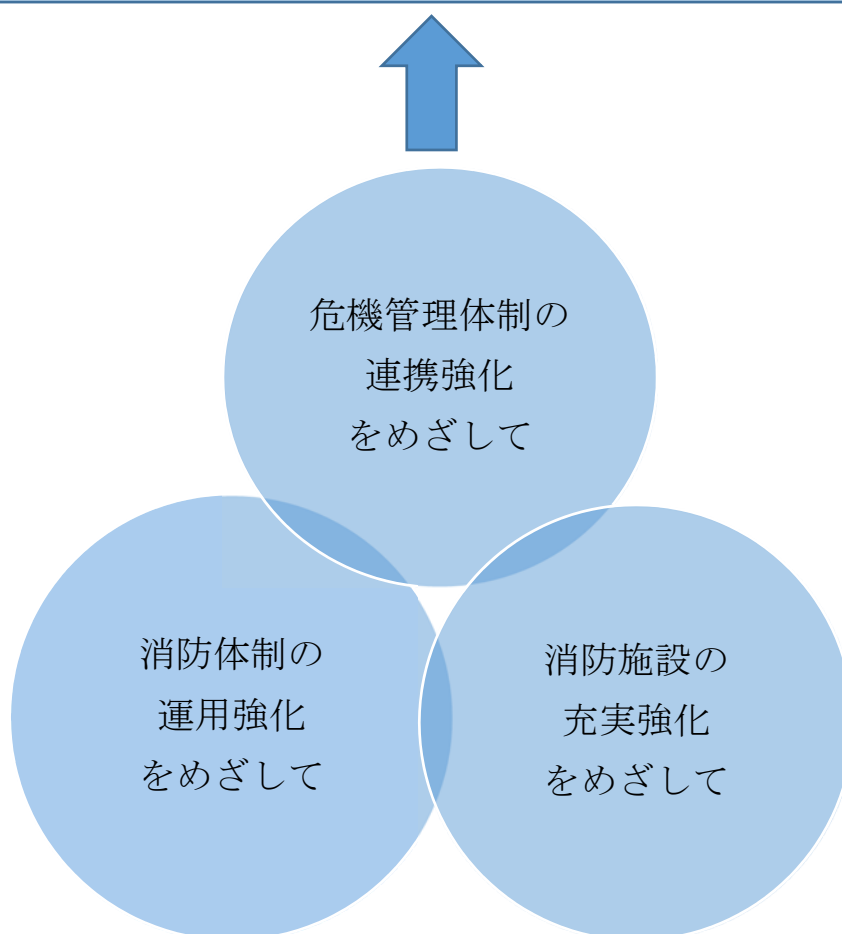 危機管理体制の
連携強化
をめざして
消防体制の
運用強化
をめざして
消防施設の
充実強化
をめざして